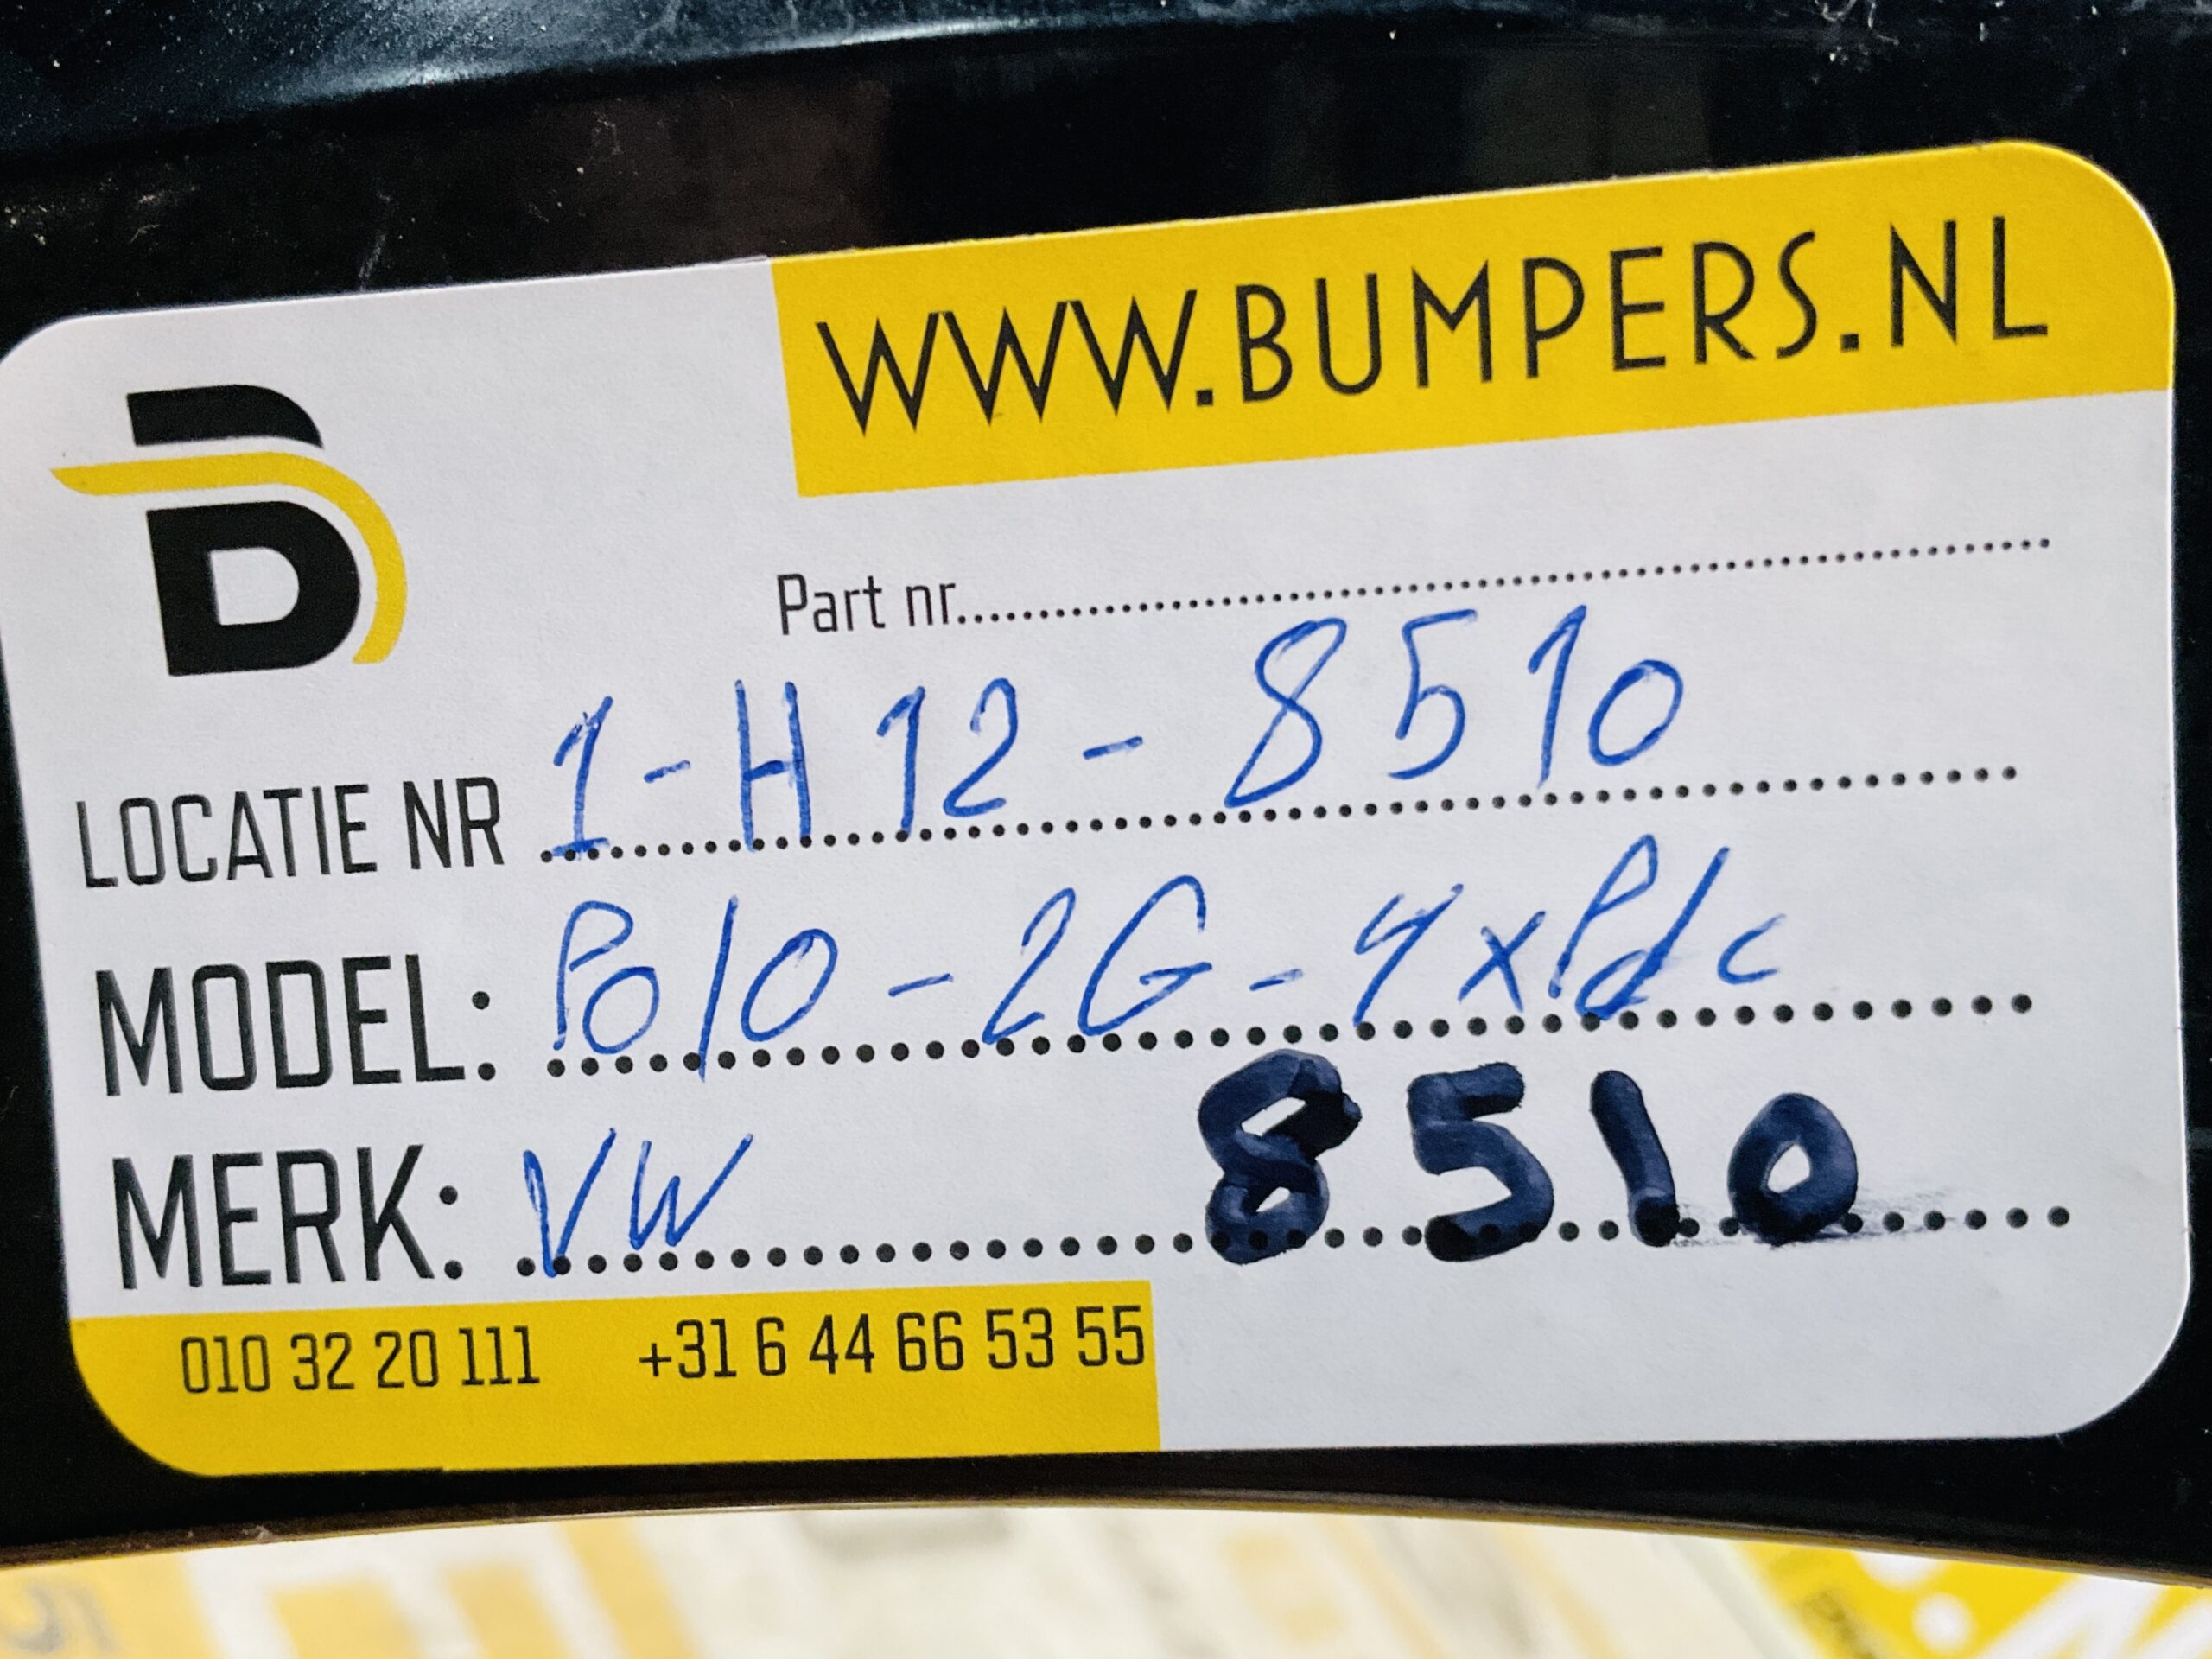 WWW.BUMPERS.NL
B
Part nr......
LOCATIE NR 1-H12-8510
MODEL: Polo-2G-4xPdc
MERK: VW 8510
010 32 20 111 +31 6 44 66 53 55